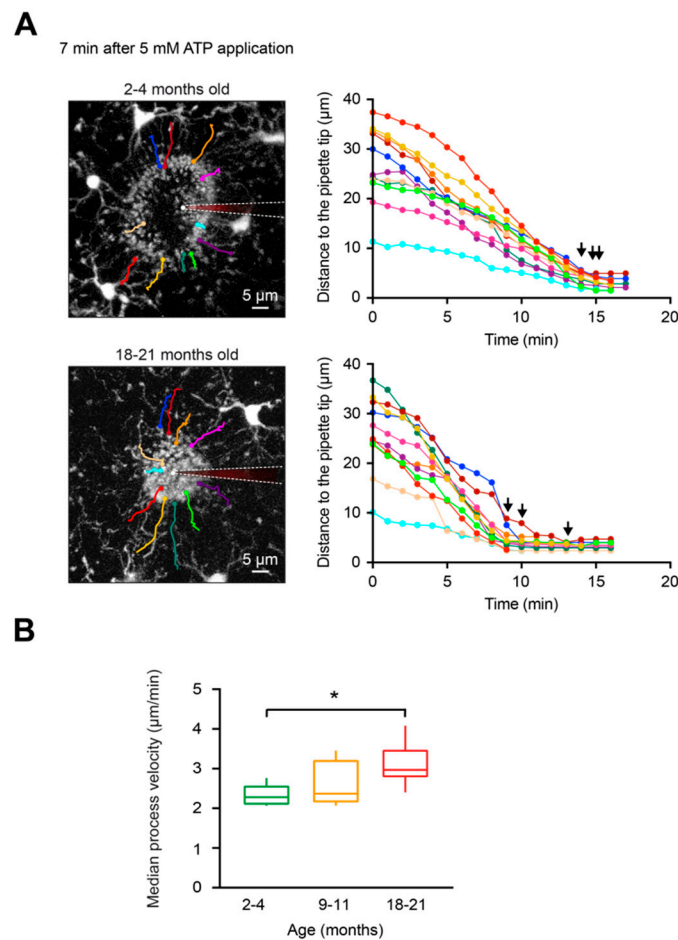 A
7 min after 5 mM ATP application
2-4 months old
5 µm
40
30
20
10
0
Distance to the pipette tip (µm)
0 5 10 15 20
Time (min)
18-21 months old
5 µm
40
30
20
10
0
Distance to the pipette tip (µm)
0 5 10 15 20
Time (min)
B
*
5
4
3
2
1
0
Median process velocity (µm/min)
2-4 9-11 18-21
Age (months)